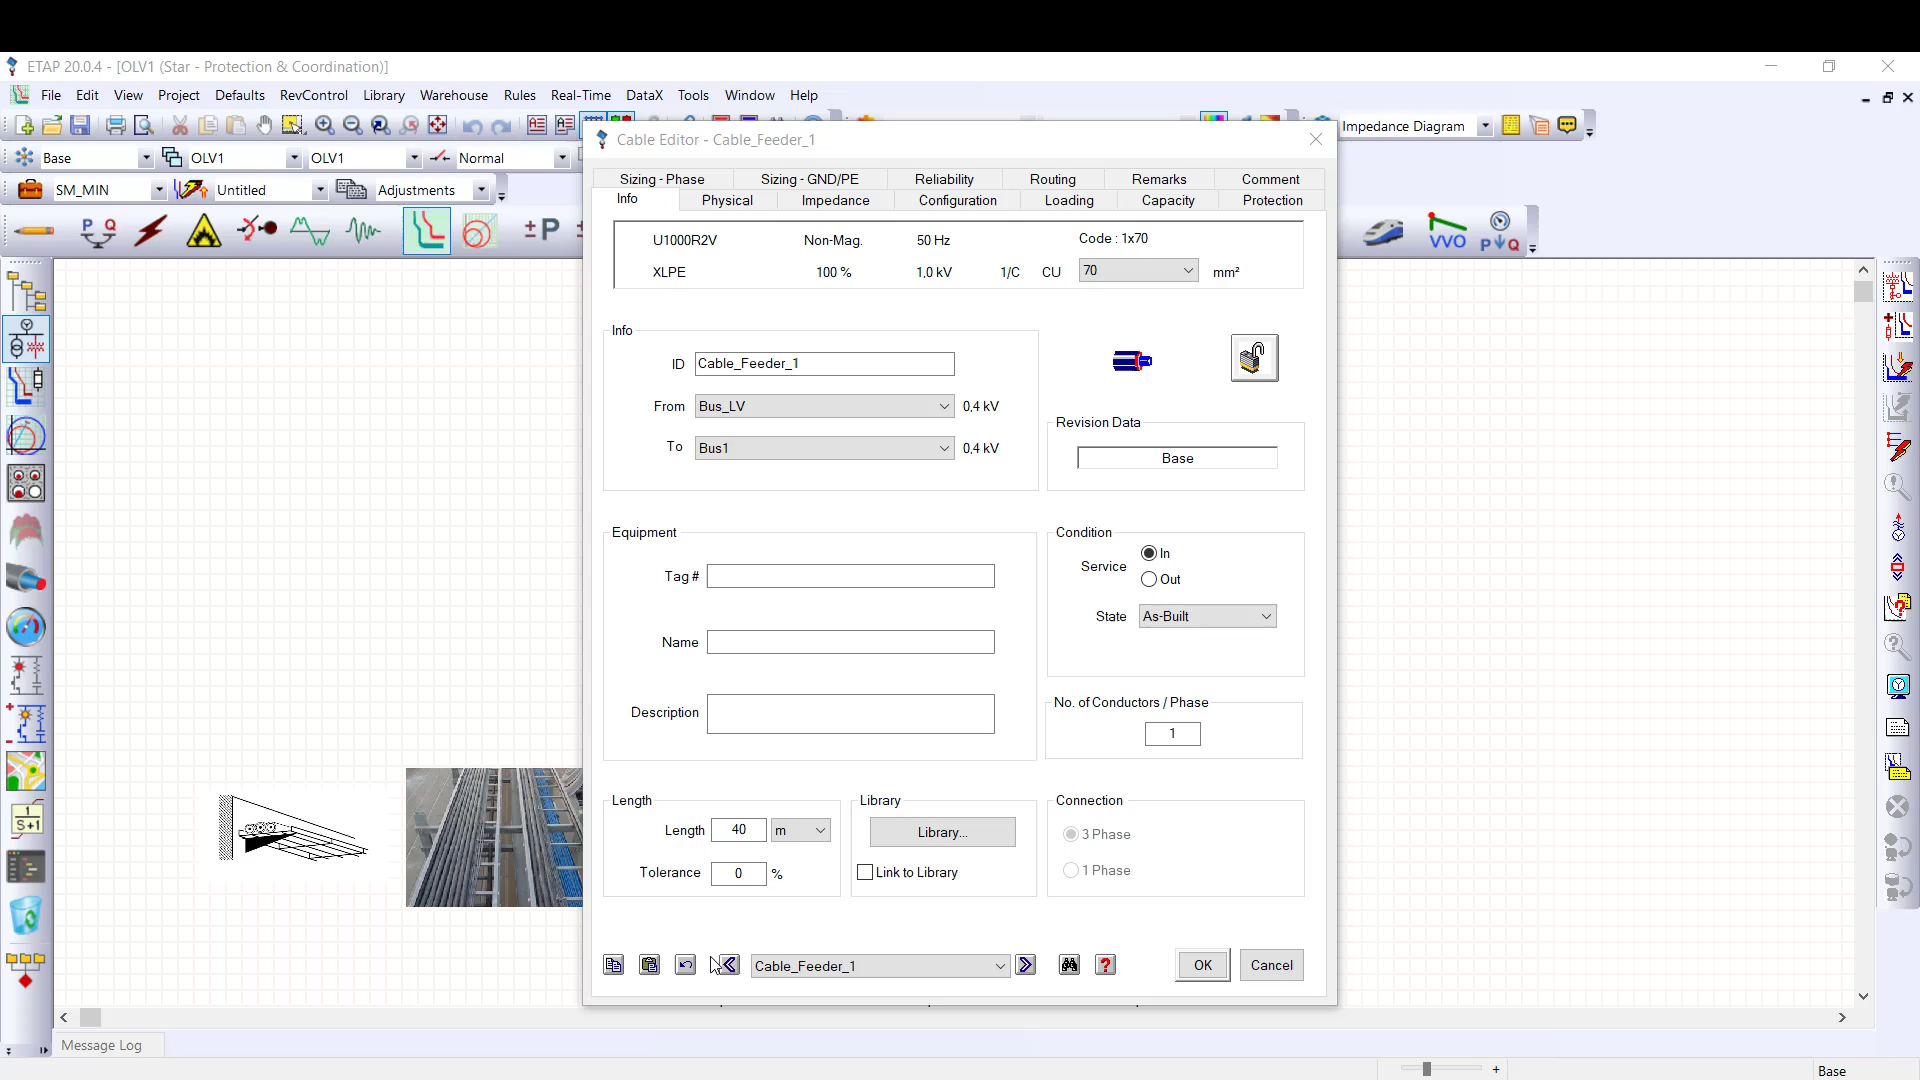 ETAP 20.0.4 - [OLV1 (Star - Protection & Coordination)]
File Edit View Project Defaults RevControl Library Warehouse Rules Real-Time DataX Tools Window Help
Impedance Diagram
Base OLV1 OLV1 Normal
SM_MIN Untitled Adjustments
P Q
± P
VVO
P Q
Cable Editor - Cable_Feeder_1
Sizing - Phase Sizing - GND/PE Reliability Routing Remarks Comment
Info Physical Impedance Configuration Loading Capacity Protection
U1000R2V Non-Mag. 50 Hz Code : 1x70
XLPE 100 % 1,0 kV 1/C CU 70 mm²
Info
ID Cable_Feeder_1
From Bus_LV 0,4 kV
To Bus1 0,4 kV
Revision Data
Base
Equipment
Tag #
Name
Description
Condition
Service In
Out
State As-Built
No. of Conductors / Phase
1
Length
Length 40 m
Tolerance 0 %
Library
Library...
Link to Library
Connection
3 Phase
1 Phase
Cable_Feeder_1 OK Cancel
1
S+1
Message Log
Base